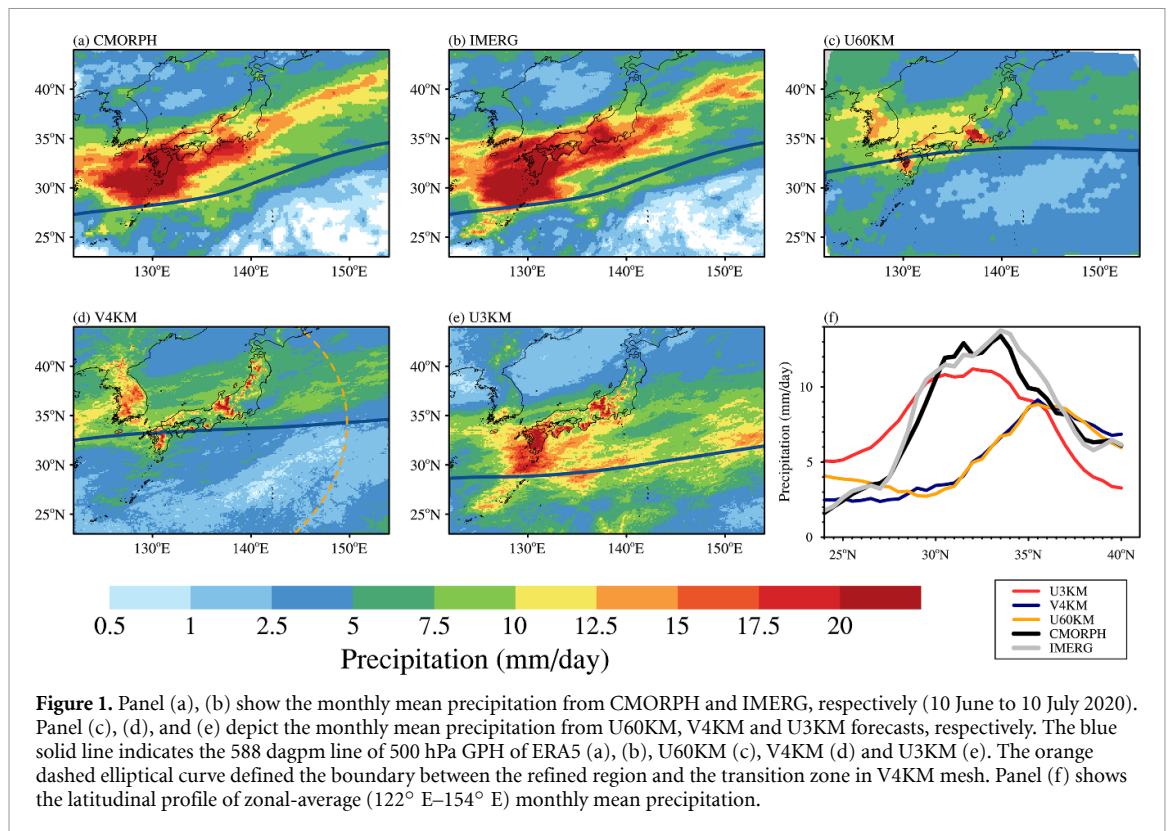 (a) CMORPH
(b) IMERG
(c) U60KM
40°N
35°N
30°N
25°N
130°E
140°E
150°E
40°N
35°N
30°N
25°N
130°E
140°E
150°E
40°N
35°N
30°N
25°N
130°E
140°E
150°E
(d) V4KM
(e) U3KM
(f)
40°N
35°N
30°N
25°N
130°E
140°E
150°E
40°N
35°N
30°N
25°N
130°E
140°E
150°E
Precipitation (mm/day)
10
5
0
25°N
30°N
35°N
40°N
0.5 1 2.5 5 7.5 10 12.5 15 17.5 20
Precipitation (mm/day)
U3KM
V4KM
U60KM
CMORPH
IMERG
Figure 1. Panel (a), (b) show the monthly mean precipitation from CMORPH and IMERG, respectively (10 June to 10 July 2020).
Panel (c), (d), and (e) depict the monthly mean precipitation from U60KM, V4KM and U3KM forecasts, respectively. The blue
solid line indicates the 588 dagpm line of 500 hPa GPH of ERA5 (a), (b), U60KM (c), V4KM (d) and U3KM (e). The orange
dashed elliptical curve defined the boundary between the refined region and the transition zone in V4KM mesh. Panel (f) shows
the latitudinal profile of zonal-average (122° E–154° E) monthly mean precipitation.